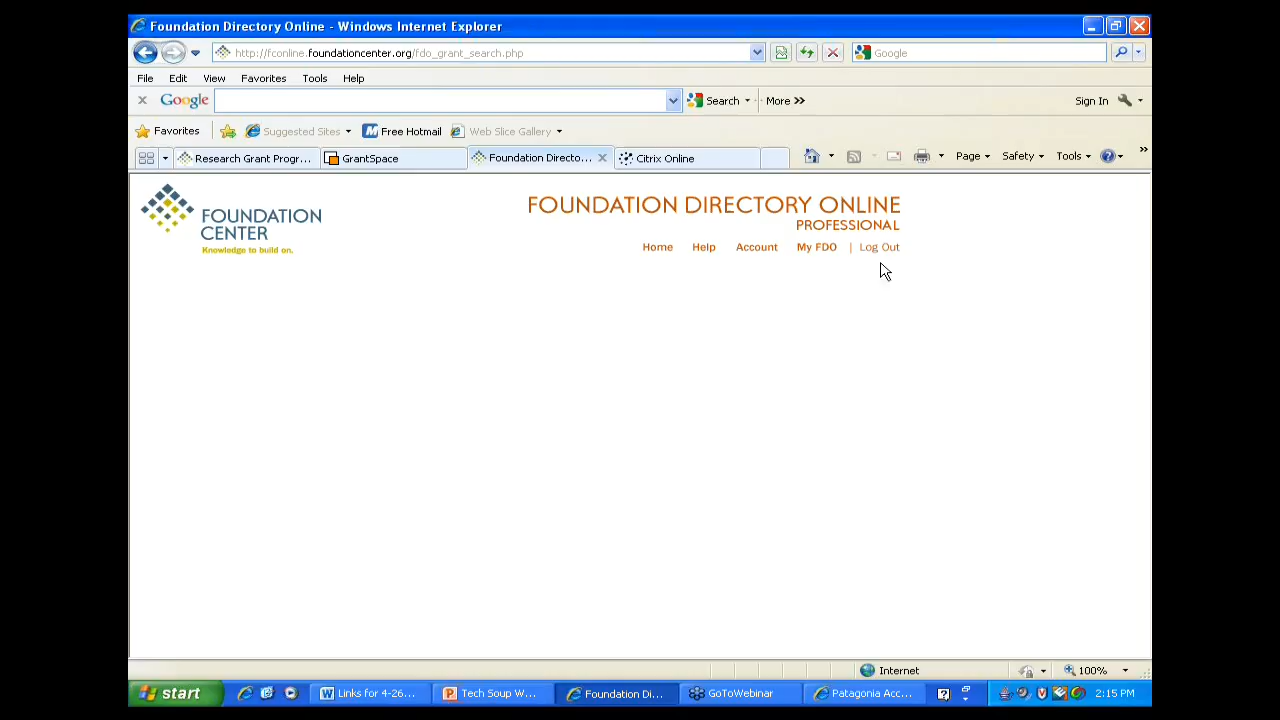 Foundation Directory Online - Windows Internet Explorer
http://fconline.foundationcenter.org/fdo_grant_search.php
Google
File Edit View Favorites Tools Help
x Google Search More >> Sign In
Favorites Suggested Sites Free Hotmail Web Slice Gallery
Research Grant Progr... GrantSpace Foundation Directo... Citrix Online Page Safety Tools
FOUNDATION CENTER
Knowledge to build on.
FOUNDATION DIRECTORY ONLINE
PROFESSIONAL
Home Help Account My FDO | Log Out
Internet 100%
start Links for 4-26... Tech Soup W... Foundation Di... GoToWebinar Patagonia Acc... 2:15 PM